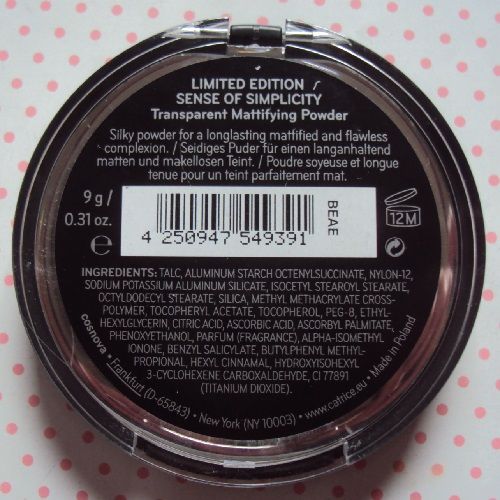 LIMITED EDITION
SENSE OF SIMPLICITY
Transparent Mattifying Powder
Silky powder for a longlasting mattified and flawless
complexion. / Seidiges Puder für einen langanhaltend
matten und makellosen Teint. / Poudre soyeuse et longue
tenue pour un teint parfaitement mat.
9 g /
0.31 oz.
BEAE
12 M
4 250947 549391
INGREDIENTS: TALC, ALUMINUM STARCH OCTENYLSUCCINATE, NYLON-12,
SODIUM POTASSIUM ALUMINUM SILICATE, ISOCETYL STEAROYL STEARATE,
OCTYLDODECYL STEARATE, SILICA, METHYL METHACRYLATE CROSS-
POLYMER, TOCOPHERYL ACETATE, TOCOPHEROL, PEG-8, ETHYL-
HEXYLGLYCERIN, CITRIC ACID, ASCORBIC ACID, ASCORBYL PALMITATE,
PHENOXYETHANOL, PARFUM (FRAGRANCE), ALPHA-ISOMETHYL
IONONE, BENZYL SALICYLATE, BUTYLPHENYL METHYL-
PROPIONAL, HEXYL CINNAMAL, HYDROXYISOHEXYL
3-CYCLOHEXENE CARBOXALDEHYDE, CI 77891
(TITANIUM DIOXIDE).
cosnova • Frankfurt (D-65843) • New York (NY 10003) • www.catrice.eu • Made in Poland